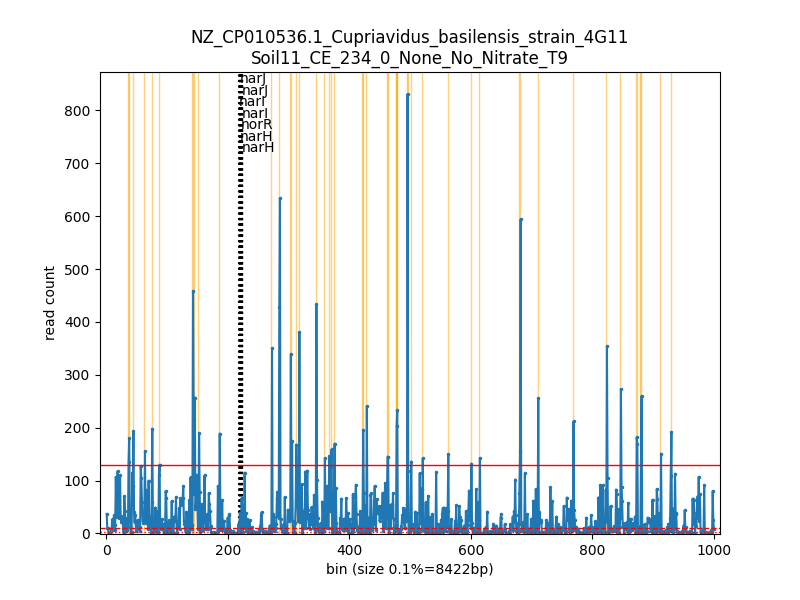 NZ_CP010536.1_Cupriavidus_basilensis_strain_4G11
Soil11_CE_234_0_None_No_Nitrate_T9
narJ
narJ
narI
narI
norR
narH
narH
800
700
600
500
400
300
200
100
0
read count
0 200 400 600 800 1000
bin (size 0.1%=8422bp)